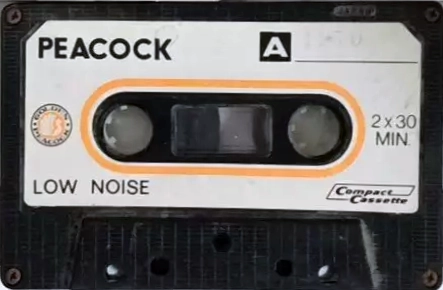 PEACOCK A
2 x 30
MIN.
LOW NOISE
Compact
Cassette